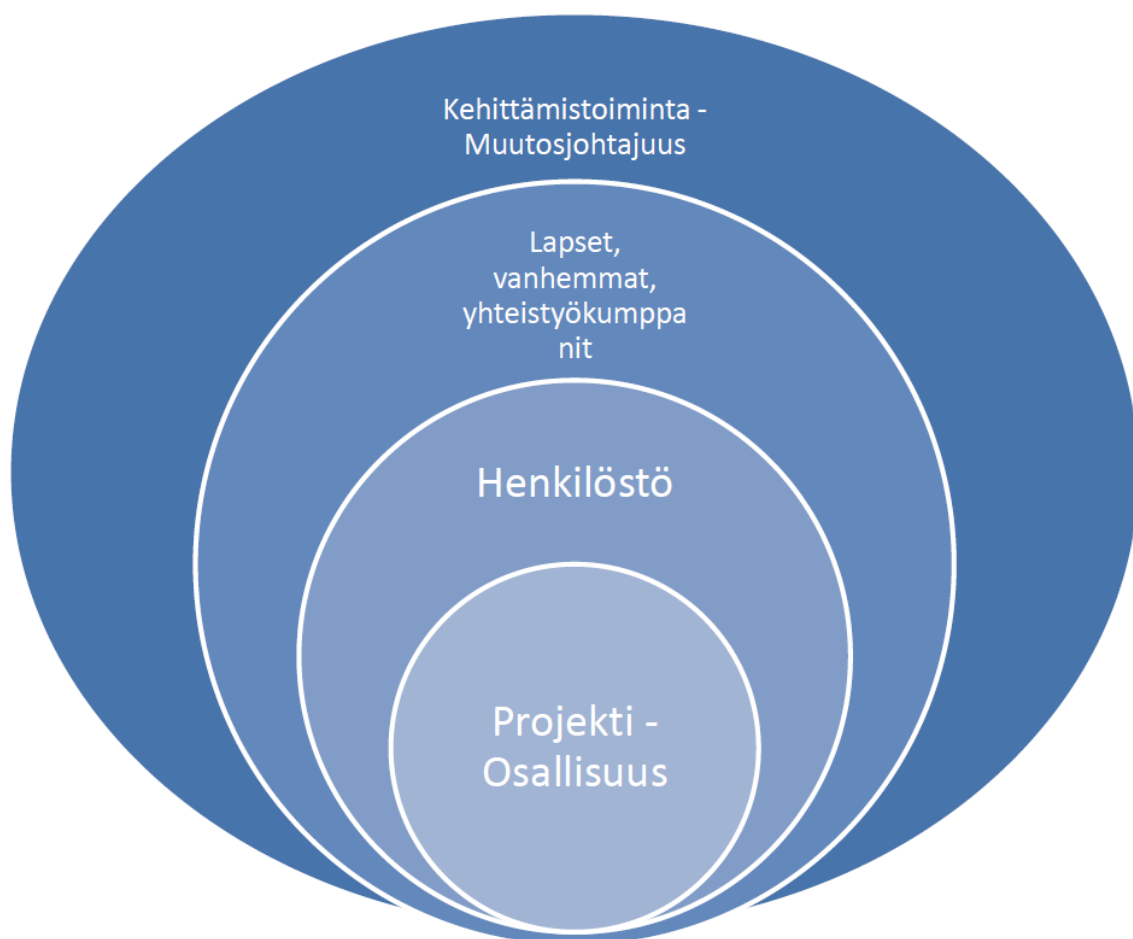 Kehittämistoiminta -
Muutosjohtajuus
Lapset,
vanhemmat,
yhteistyökumppa
nit
Henkilöstö
Projekti -
Osallisuus